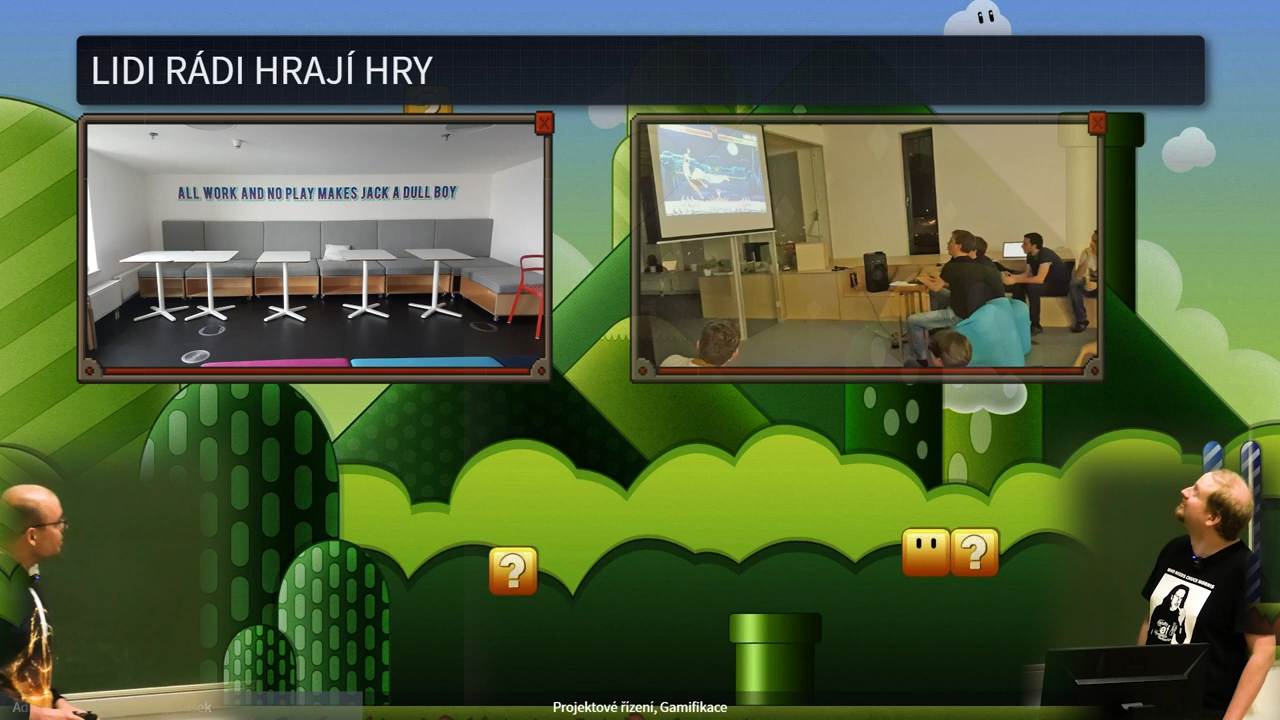 LIDI RÁDI HRAJÍ HRY
ALL WORK AND NO PLAY MAKES JACK A DULL BOY
Projektové řízení, Gamifikace